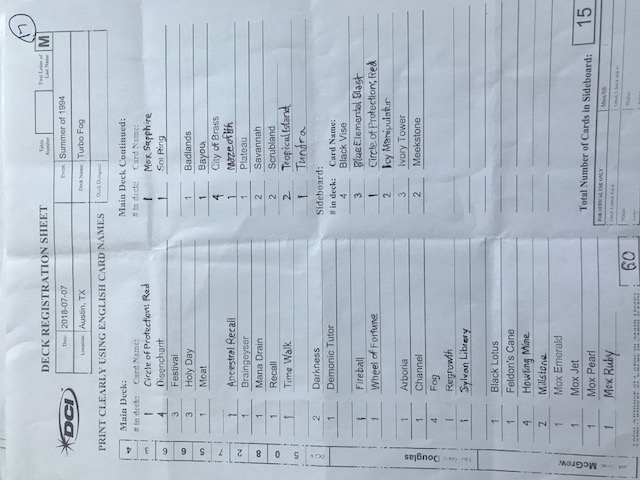 17
DECK REGISTRATION SHEET
Table Number
First Letter of Last Name M
DCI
Date: 2018-07-07
Event: Summer of 1994
Location: Austin, TX
Deck Name: Turbo Fog
PRINT CLEARLY USING ENGLISH CARD NAMES
Deck Designer:
Main Deck:
# in deck: Card Name:
1 Circle of Protection: Red
4 Disenchant
3 Festival
3 Holy Day
1 Moat
1 Ancestral Recall
1 Braingeyser
1 Mana Drain
1 Recall
1 Time Walk
2 Darkness
1 Demonic Tutor
1 Fireball
1 Wheel of Fortune
1 Arboria
1 Channel
4 Fog
1 Regrowth
1 Sylvan Library
1 Black Lotus
1 Feldon's Cane
4 Howling Mine
2 Millstone
1 Mox Emerald
1 Mox Jet
1 Mox Pearl
1 Mox Ruby
60
Main Deck Continued:
# in deck: Card Name:
1 Mox Sapphire
1 Sol Ring
1 Badlands
1 Bayou
4 City of Brass
1 Maze of Ith
1 Plateau
2 Savannah
2 Scrubland
2 Tropical Island
1 Tundra
Sideboard:
# in deck: Card Name:
4 Black Vise
3 Blue Elemental Blast
1 Circle of Protection: Red
2 Icy Manipulator
3 Ivory Tower
2 Meekstone
Total Number of Cards in Sideboard: 15
FOR OFFICIAL USE ONLY
Main/SB:
DCI # 5 0 8 2 7 5 6 6 3 4
Douglas
McGrew